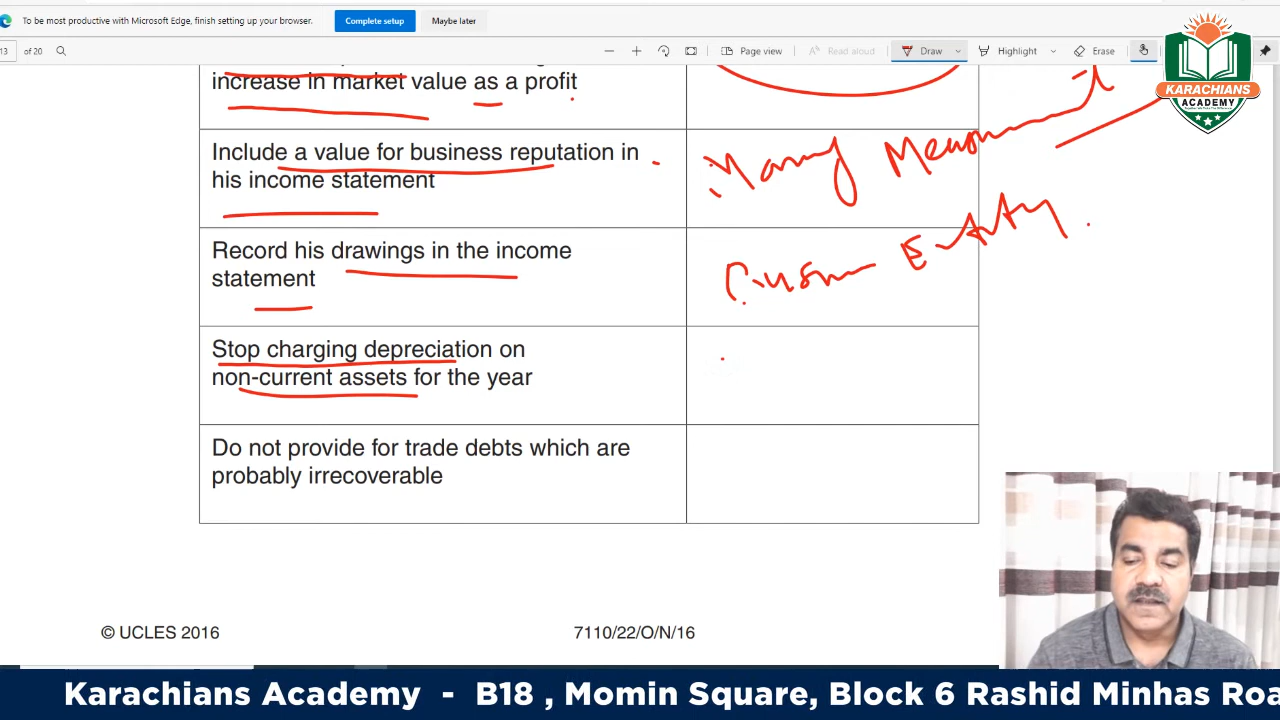 To be most productive with Microsoft Edge, finish setting up your browser.
Complete setup
Maybe later
13
of 20
Page view
Read aloud
Draw
Highlight
Erase
KARACHIANS
ACADEMY
increase in market value as a profit
Include a value for business reputation in
his income statement
Money Measurement
Record his drawings in the income
statement
Entity
Stop charging depreciation on
non-current assets for the year
Do not provide for trade debts which are
probably irrecoverable
© UCLES 2016
7110/22/O/N/16
Karachians Academy - B18 , Momin Square, Block 6 Rashid Minhas Roa